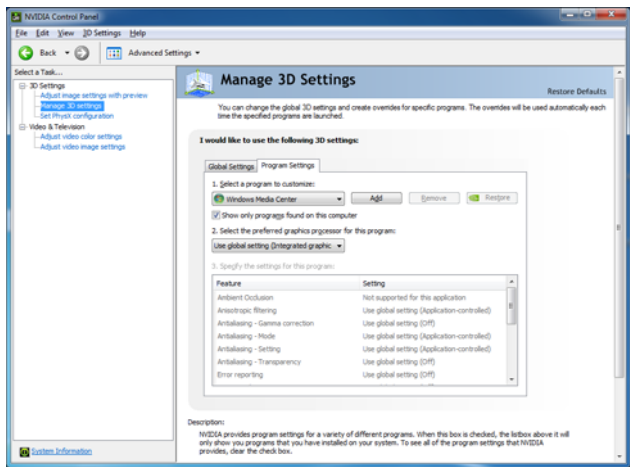 NVIDIA Control Panel
File Edit View 3D Settings Help
Back Advanced Settings
Select a Task...
3D Settings
Adjust image settings with preview
Manage 3D settings
Set PhysX configuration
Video & Television
Adjust video color settings
Adjust video image settings
System Information
Manage 3D Settings
Restore Defaults
You can change the global 3D settings and create overrides for specific programs. The overrides will be used automatically each
time the specified programs are launched.
I would like to use the following 3D settings:
Global Settings Program Settings
1. Select a program to customize:
Windows Media Center Add Remove Restore
Show only programs found on this computer
2. Select the preferred graphics processor for this program:
Use global setting (Integrated graphic
3. Specify the settings for this program:
Feature Setting
Ambient Occlusion Not supported for this application
Anisotropic filtering Use global setting (Application-controlled)
Antialiasing - Gamma correction Use global setting (Off)
Antialiasing - Mode Use global setting (Application-controlled)
Antialiasing - Setting Use global setting (Application-controlled)
Antialiasing - Transparency Use global setting (Off)
Error reporting Use global setting (Off)
Description:
NVIDIA provides program settings for a variety of different programs. When this box is checked, the listbox above it will
only show you programs that you have installed on your system. To see all of the program settings that NVIDIA
provides, clear the check box.